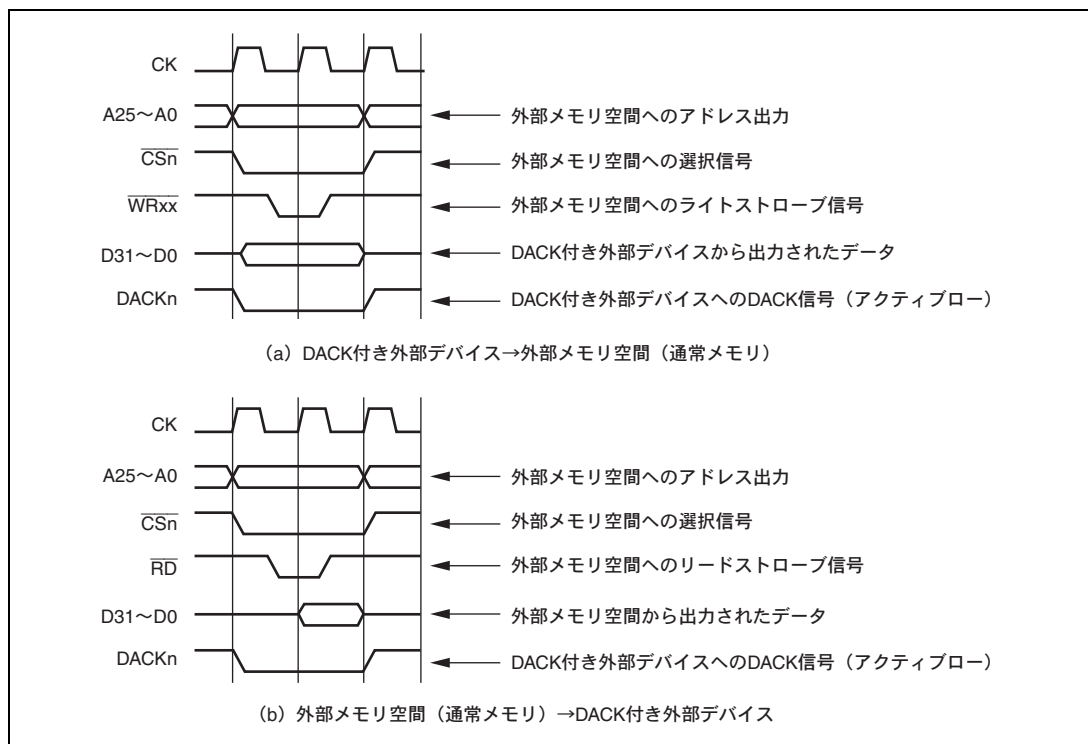 CK
A25～A0 外部メモリ空間へのアドレス出力
CSn 外部メモリ空間への選択信号
WRxx 外部メモリ空間へのライトストローブ信号
D31～D0 DACK付き外部デバイスから出力されたデータ
DACKn DACK付き外部デバイスへのDACK信号（アクティブロー）
（a）DACK付き外部デバイス→外部メモリ空間（通常メモリ）
CK
A25～A0 外部メモリ空間へのアドレス出力
CSn 外部メモリ空間への選択信号
RD 外部メモリ空間へのリードストローブ信号
D31～D0 外部メモリ空間から出力されたデータ
DACKn DACK付き外部デバイスへのDACK信号（アクティブロー）
（b）外部メモリ空間（通常メモリ）→DACK付き外部デバイス